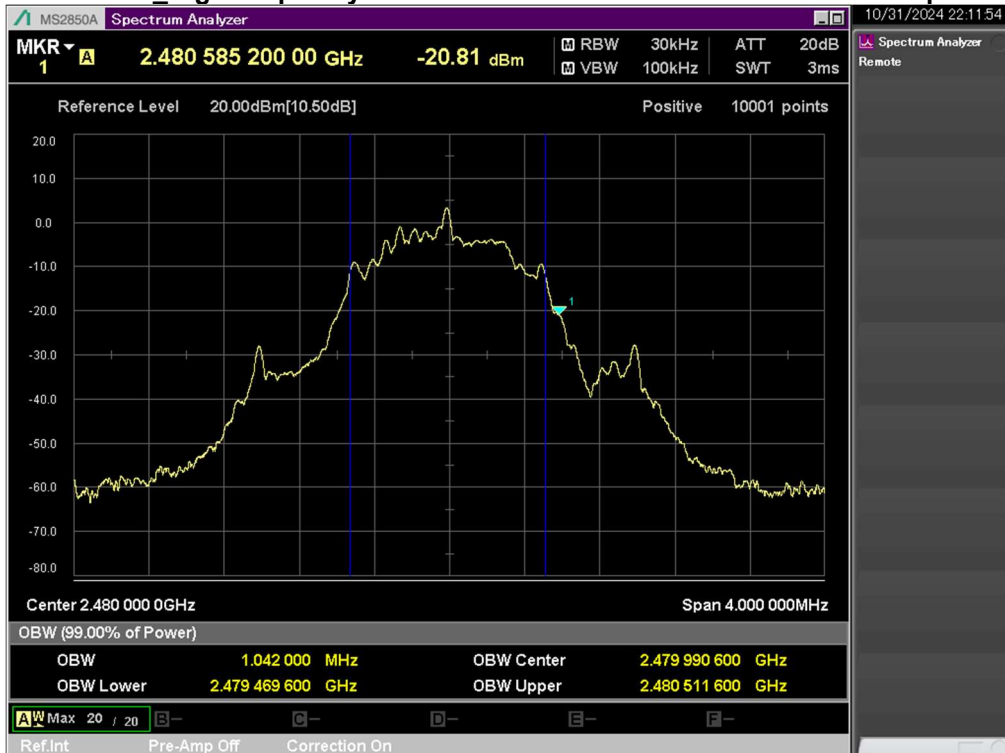 MS2850A Spectrum Analyzer
10/31/2024 22:11:54
MKR A 2.480 585 200 00 GHz -20.81 dBm M RBW 30kHz ATT 20dB
1 M VBW 100kHz SWT 3ms
Spectrum Analyzer
Remote
Reference Level 20.00dBm[10.50dB] Positive 10001 points
20.0
10.0
0.0
-10.0
-20.0
1
-30.0
-40.0
-50.0
-60.0
-70.0
-80.0
Center 2.480 000 0GHz Span 4.000 000MHz
OBW (99.00% of Power)
OBW 1.042 000 MHz OBW Center 2.479 990 600 GHz
OBW Lower 2.479 469 600 GHz OBW Upper 2.480 511 600 GHz
A W Max 20 / 20 B- C- D- E- F-
Ref.Int Pre-Amp Off Correction On